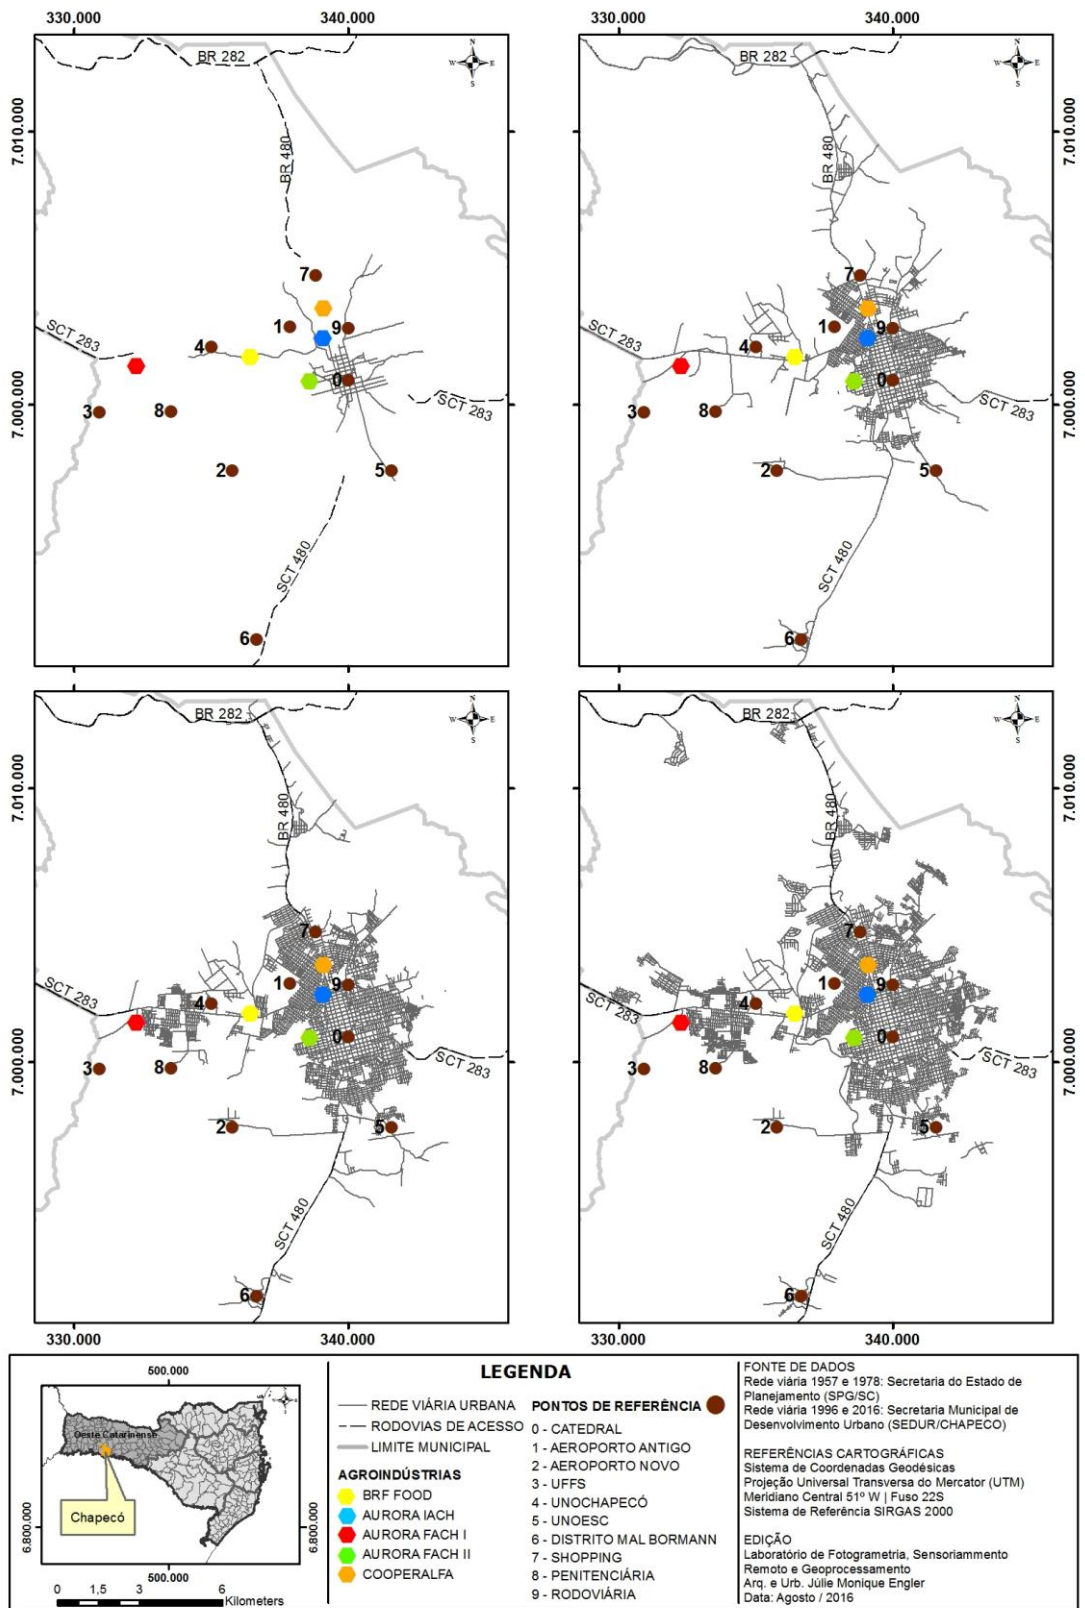 330.000
340.000
330.000
340.000
7.010.000
7.000.000
BR 282
BR 480
SCT 283
SCT 283
SCT 480
N
W
E
S
7
1
9
4
0
3
8
2
5
6
BR 282
BR 480
SCT 283
SCT 283
SCT 480
N
W
E
S
7
1
9
4
0
3
8
2
5
6
7.010.000
7.000.000
7.010.000
7.000.000
BR 282
BR 480
SCT 283
SCT 283
SCT 480
N
W
E
S
7
1
9
4
0
3
8
2
5
6
BR 282
BR 480
SCT 283
SCT 283
SCT 480
N
W
E
S
7
1
9
4
0
3
8
2
5
6
7.010.000
7.000.000
330.000
340.000
330.000
340.000
500.000
Oeste Catarinense
Chapecó
6.800.000
6.800.000
500.000
0 1,5 3 6
Kilometers
LEGENDA
REDE VIÁRIA URBANA
RODOVIAS DE ACESSO
LIMITE MUNICIPAL
AGROINDÚSTRIAS
BRF FOOD
AURORA IACH
AURORA FACH I
AURORA FACH II
COOPERALFA
PONTOS DE REFERÊNCIA
0 - CATEDRAL
1 - AEROPORTO ANTIGO
2 - AEROPORTO NOVO
3 - UFFS
4 - UNOCHAPECÓ
5 - UNOESC
6 - DISTRITO MAL BORMANN
7 - SHOPPING
8 - PENITENCIÁRIA
9 - RODOVIÁRIA
FONTE DE DADOS
Rede viária 1957 e 1978: Secretaria do Estado de
Planejamento (SPG/SC)
Rede viária 1996 e 2016: Secretaria Municipal de
Desenvolvimento Urbano (SEDUR/CHAPECO)
REFERÊNCIAS CARTOGRÁFICAS
Sistema de Coordenadas Geodésicas
Projeção Universal Transversa do Mercator (UTM)
Meridiano Central 51º W | Fuso 22S
Sistema de Referência SIRGAS 2000
EDIÇÃO
Laboratório de Fotogrametria, Sensoriammento
Remoto e Geoprocessamento
Arq. e Urb. Júlie Monique Engler
Data: Agosto / 2016